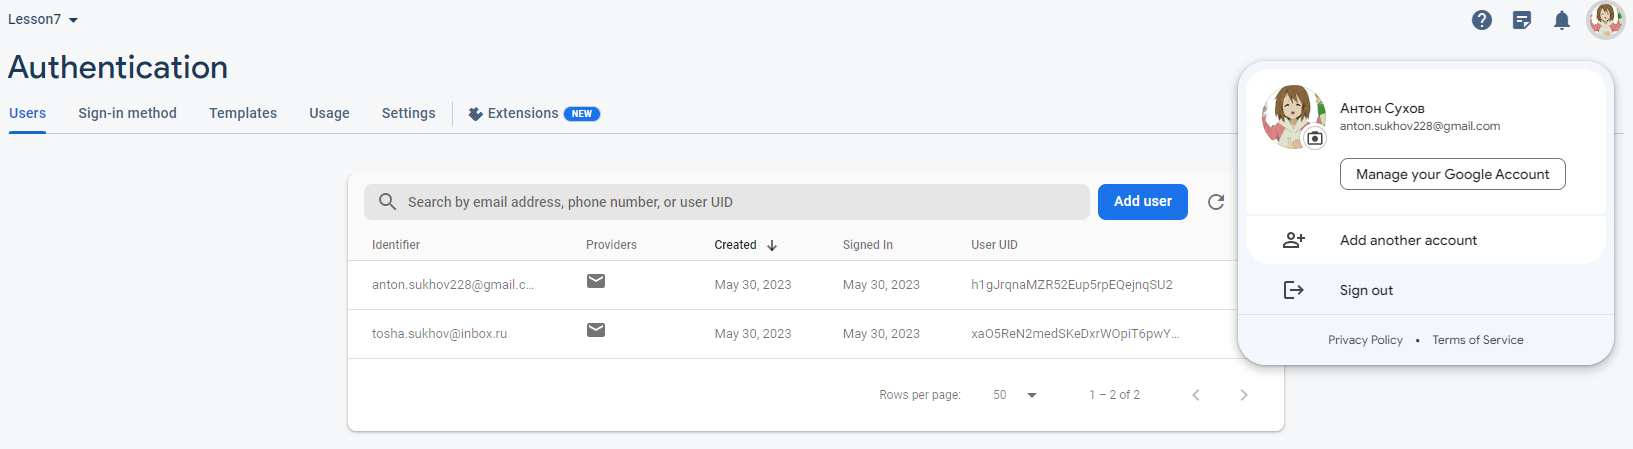 Lesson7
Authentication
Users Sign-in method Templates Usage Settings Extensions NEW
Search by email address, phone number, or user UID Add user
Identifier Providers Created Signed In User UID
anton.sukhov228@gmail.c… May 30, 2023 May 30, 2023 h1gJrqnaMZR52Eup5rpEQejnqSU2
tosha.sukhov@inbox.ru May 30, 2023 May 30, 2023 xaO5ReN2medSKeDxrWOpiT6pwY…
Rows per page: 50 1 – 2 of 2
Антон Сухов
anton.sukhov228@gmail.com
Manage your Google Account
Add another account
Sign out
Privacy Policy • Terms of Service